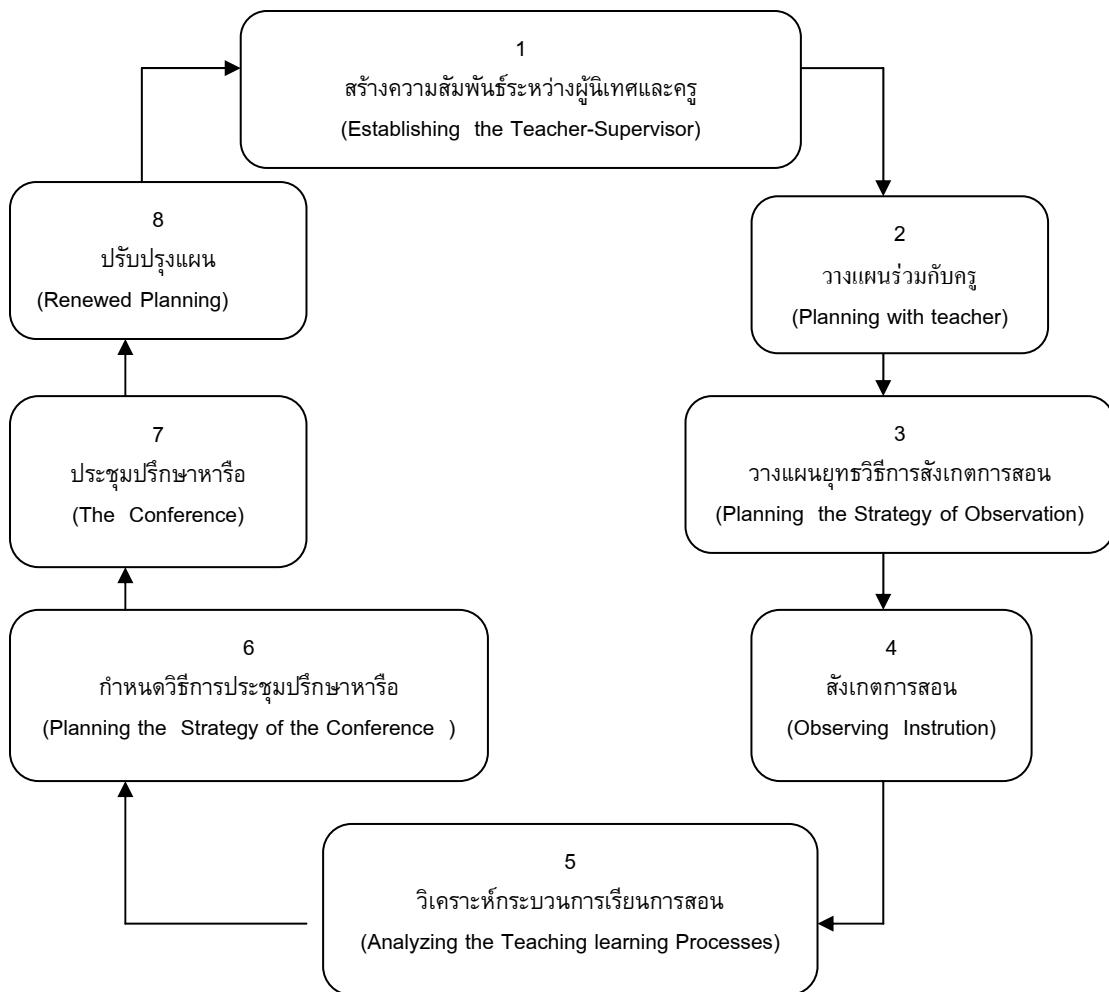 1
สร้างความสัมพันธ์ระหว่างผู้นิเทศและครู
(Establishing the Teacher-Supervisor)
2
วางแผนร่วมกับครู
(Planning with teacher)
3
วางแผนยุทธวิธีการสังเกตการสอน
(Planning the Strategy of Observation)
4
สังเกตการสอน
(Observing Instrution)
5
วิเคราะห์กระบวนการเรียนการสอน
(Analyzing the Teaching learning Processes)
6
กำหนดวิธีการประชุมปรึกษาหารือ
(Planning the Strategy of the Conference )
7
ประชุมปรึกษาหารือ
(The Conference)
8
ปรับปรุงแผน
(Renewed Planning)